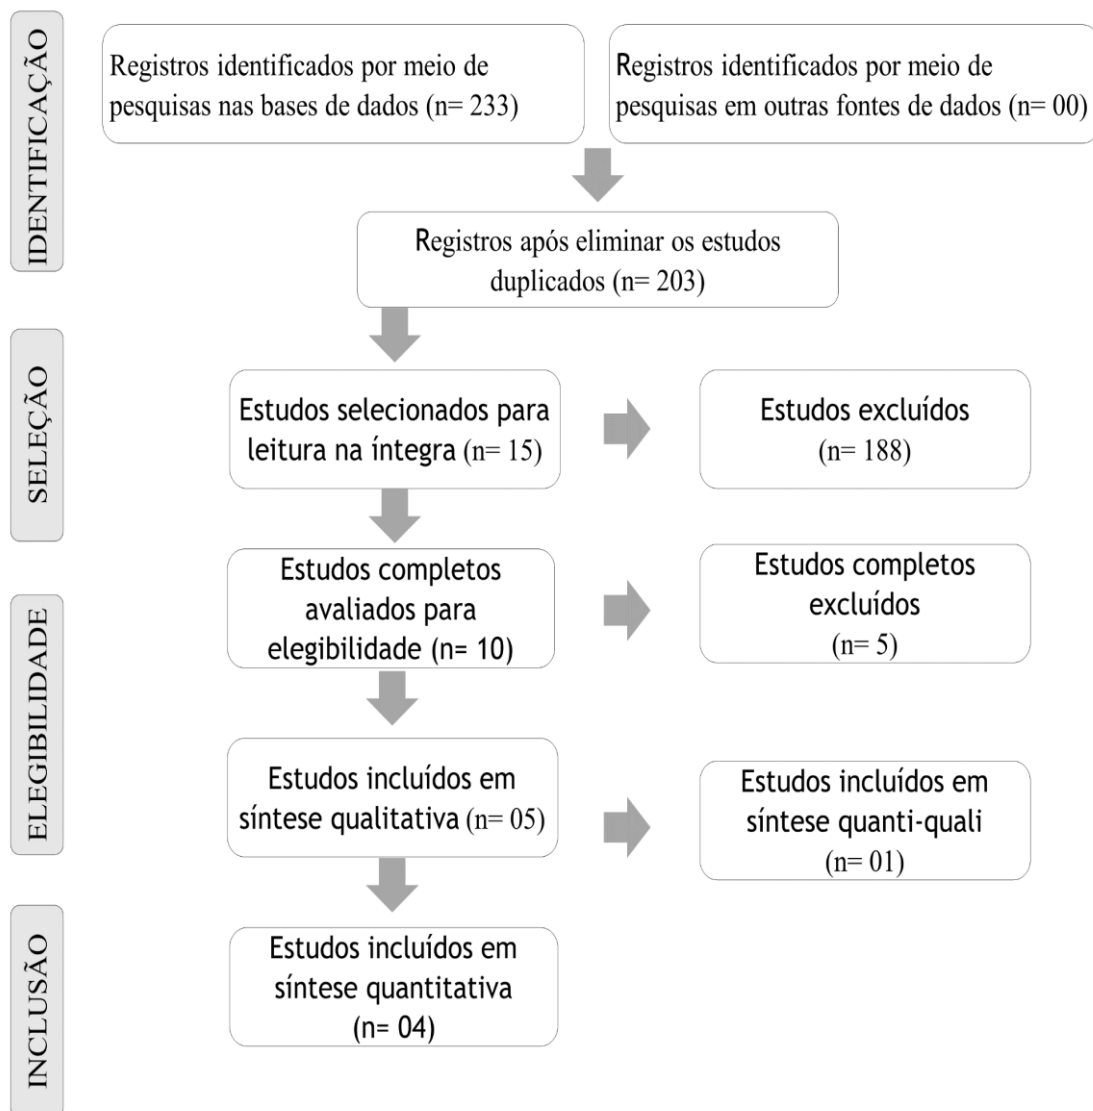 IDENTIFICAÇÃO
Registros identificados por meio de
pesquisas nas bases de dados (n= 233)
Registros identificados por meio de
pesquisas em outras fontes de dados (n= 00)
Registros após eliminar os estudos
duplicados (n= 203)
SELEÇÃO
Estudos selecionados para
leitura na íntegra (n= 15)
Estudos excluídos
(n= 188)
ELEGIBILIDADE
Estudos completos
avaliados para
elegibilidade (n= 10)
Estudos completos
excluídos
(n= 5)
Estudos incluídos em
síntese qualitativa (n= 05)
Estudos incluídos em
síntese quanti-quali
(n= 01)
INCLUSÃO
Estudos incluídos em
síntese quantitativa
(n= 04)